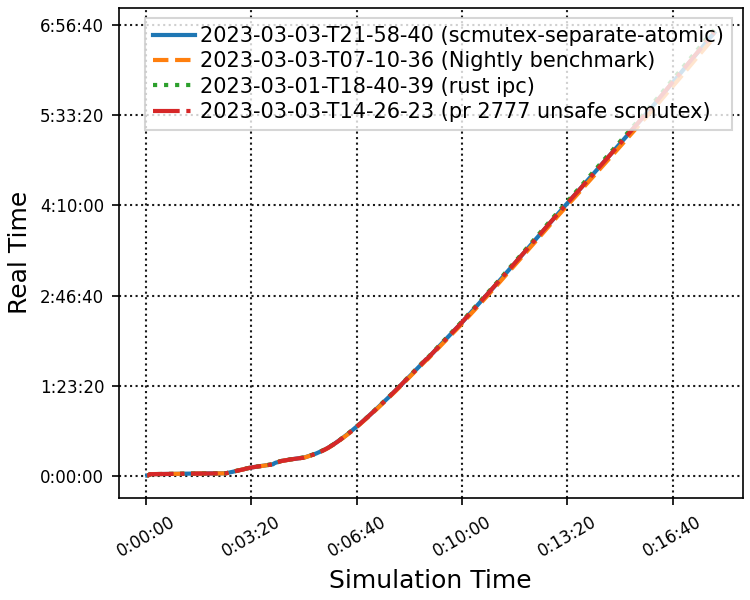 6:56:40
5:33:20
4:10:00
2:46:40
1:23:20
0:00:00
Real Time
2023-03-03-T21-58-40 (scmutex-separate-atomic)
2023-03-03-T07-10-36 (Nightly benchmark)
2023-03-01-T18-40-39 (rust ipc)
2023-03-03-T14-26-23 (pr 2777 unsafe scmutex)
0:00:00
0:03:20
0:06:40
0:10:00
0:13:20
0:16:40
Simulation Time